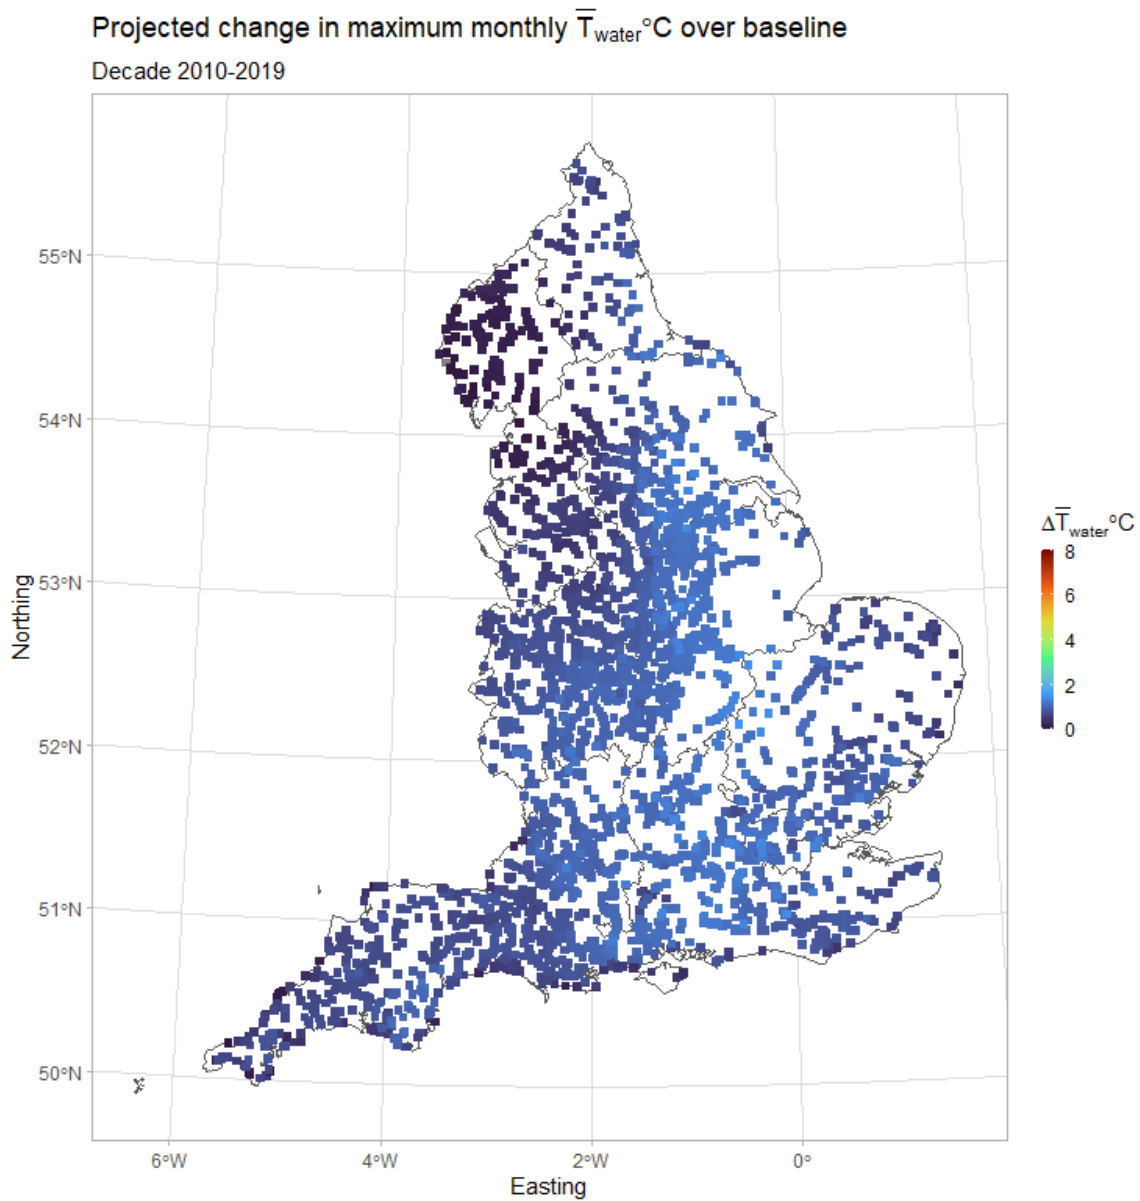 Projected change in maximum monthly T̅water°C over baseline
Decade 2010-2019
55°N
54°N
53°N
52°N
51°N
50°N
Northing
6°W
4°W
2°W
0°
Easting
ΔT̅water°C
8
6
4
2
0